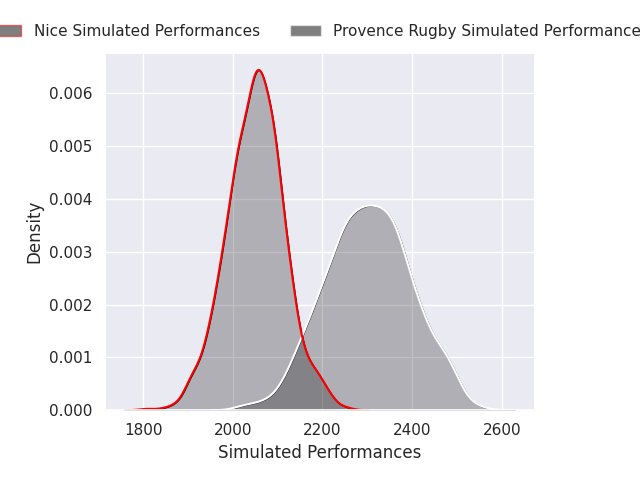 Nice Simulated Performances Provence Rugby Simulated Performance
0.006
0.005
0.004
0.003
0.002
0.001
0.000
Density
1800 2000 2200 2400 2600
Simulated Performances